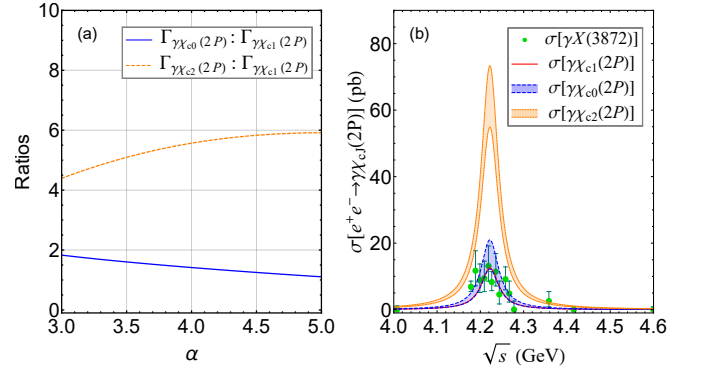 (a)
Γγχc0(2P) : Γγχc1(2P)
Γγχc2(2P) : Γγχc1(2P)
10
8
6
4
2
0
3.0 3.5 4.0 4.5 5.0
Ratios
α
(b)
σ[γX(3872)]
σ[γχc1(2P)]
σ[γχc0(2P)]
σ[γχc2(2P)]
80
60
40
20
0
4.0 4.1 4.2 4.3 4.4 4.5 4.6
σ[e⁺e⁻→γχcJ(2P)] (pb)
√s (GeV)